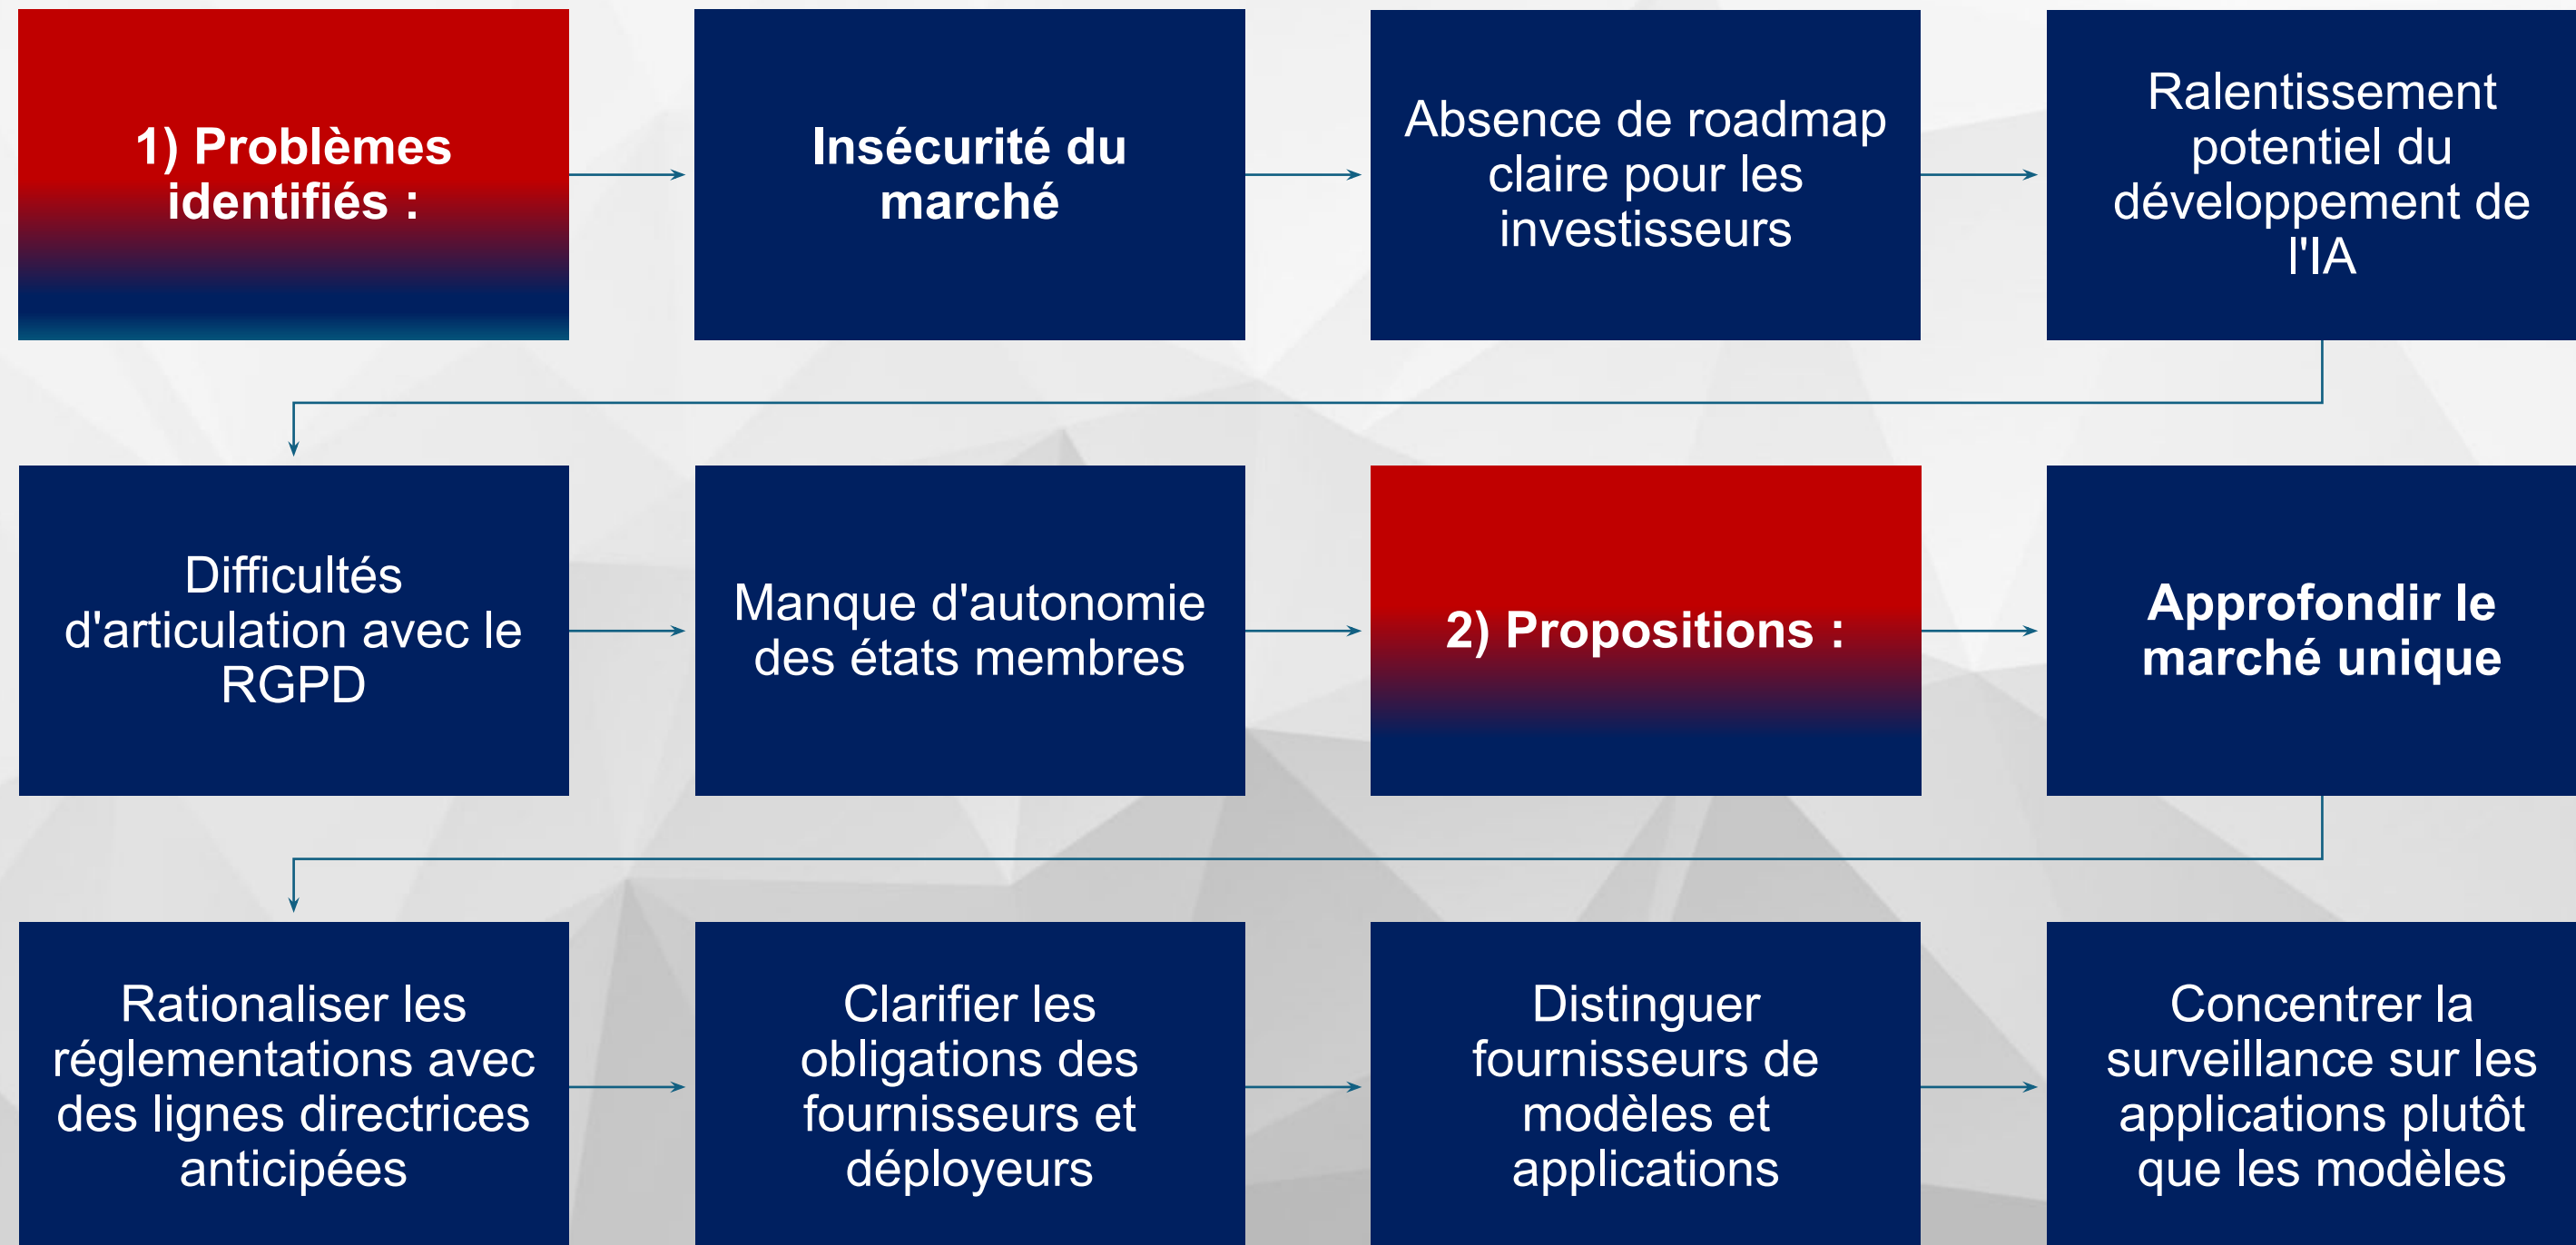 1) Problèmes
identifiés :
Insécurité du
marché
Absence de roadmap
claire pour les
investisseurs
Ralentissement
potentiel du
développement de
l'IA
Difficultés
d'articulation avec le
RGPD
Manque d'autonomie
des états membres
2) Propositions :
Approfondir le
marché unique
Rationaliser les
réglementations avec
des lignes directrices
anticipées
Clarifier les
obligations des
fournisseurs et
déployeurs
Distinguer
fournisseurs de
modèles et
applications
Concentrer la
surveillance sur les
applications plutôt
que les modèles